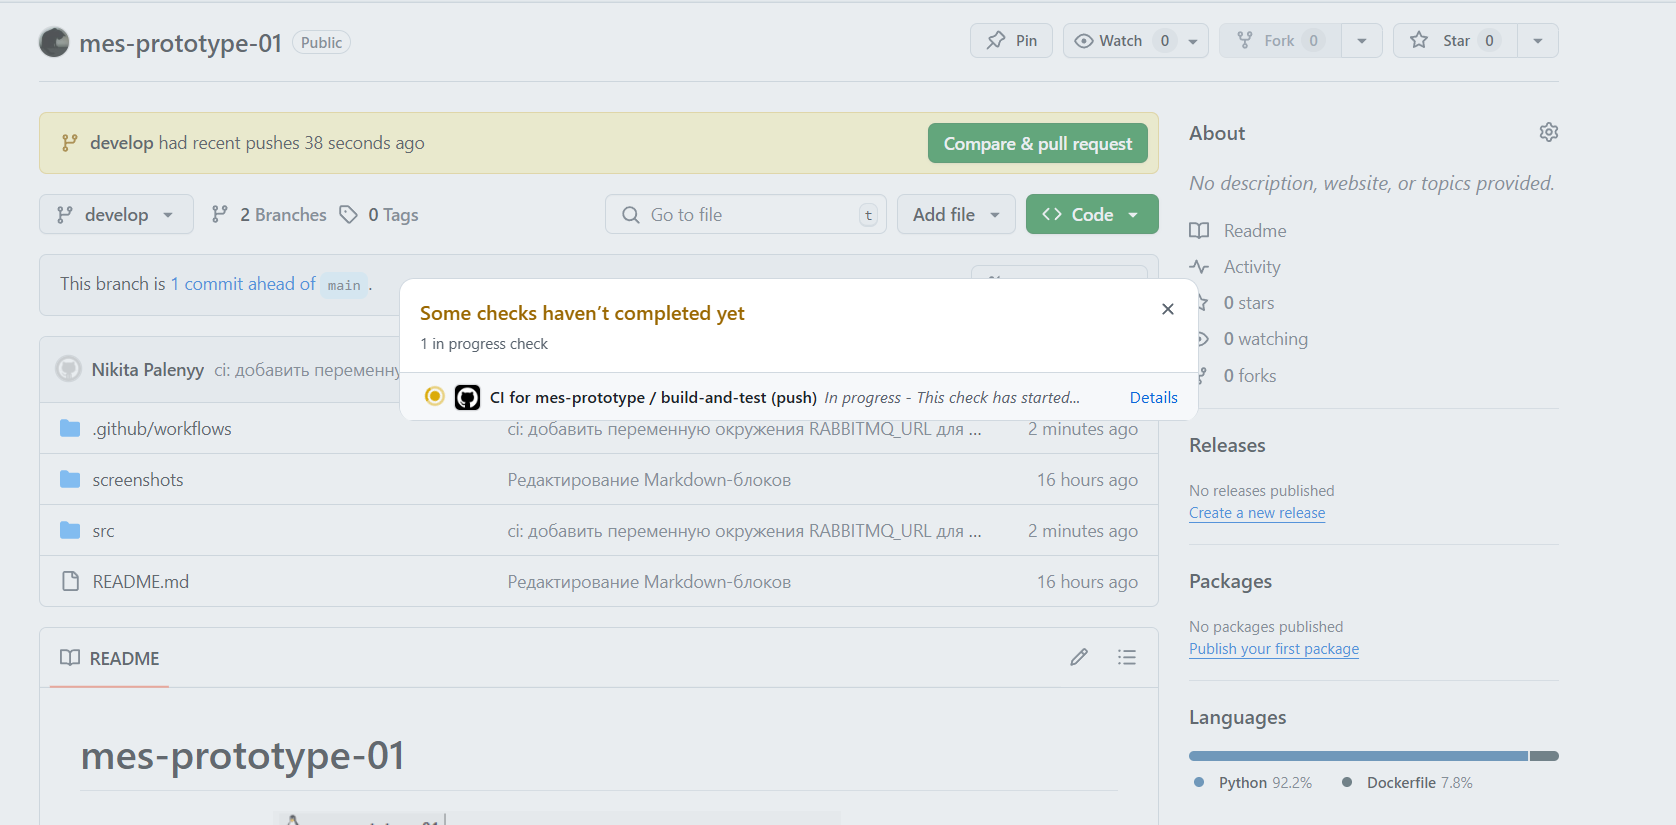 mes-prototype-01 Public Pin Watch 0 Fork 0 Star 0
develop had recent pushes 38 seconds ago Compare & pull request
develop 2 Branches 0 Tags Go to file t Add file Code
This branch is 1 commit ahead of main .
Some checks haven’t completed yet
1 in progress check
CI for mes-prototype / build-and-test (push) In progress - This check has started... Details
Nikita Palenyy ci: добавить переменну
.github/workflows ci: добавить переменную окружения RABBITMQ_URL для ... 2 minutes ago
screenshots Редактирование Markdown-блоков 16 hours ago
src ci: добавить переменную окружения RABBITMQ_URL для ... 2 minutes ago
README.md Редактирование Markdown-блоков 16 hours ago
README
mes-prototype-01
About
No description, website, or topics provided.
Readme
Activity
0 stars
0 watching
0 forks
Releases
No releases published
Create a new release
Packages
No packages published
Publish your first package
Languages
Python 92.2% Dockerfile 7.8%